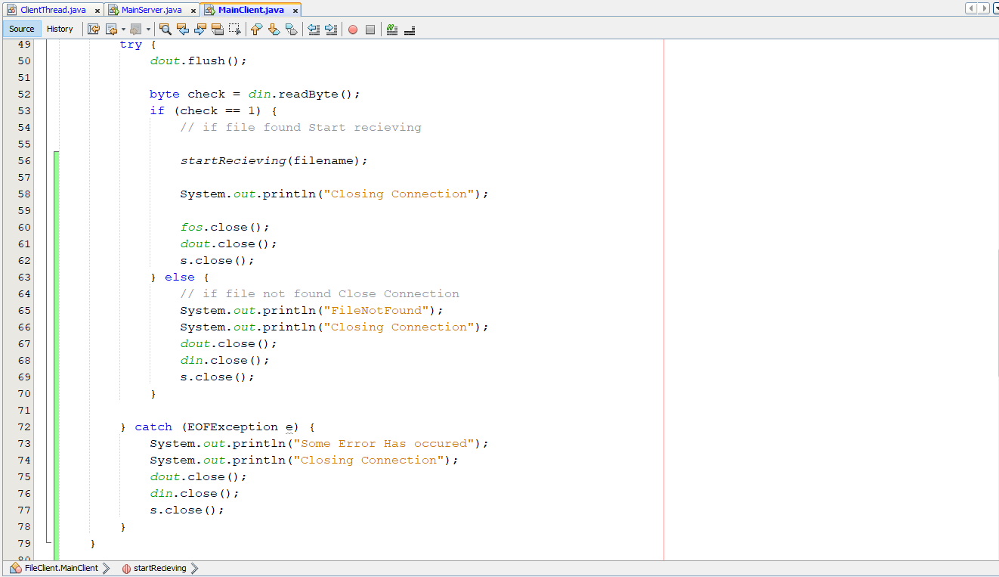 ClientThread.java x MainServer.java x MainClient.java x
Source History
49 try {
50 dout.flush();
51
52 byte check = din.readByte();
53 if (check == 1) {
54 // if file found Start recieving
55
56 startRecieving(filename);
57
58 System.out.println("Closing Connection");
59
60 fos.close();
61 dout.close();
62 s.close();
63 } else {
64 // if file not found Close Connection
65 System.out.println("FileNotFound");
66 System.out.println("Closing Connection");
67 dout.close();
68 din.close();
69 s.close();
70 }
71
72 } catch (EOFException e) {
73 System.out.println("Some Error Has occured");
74 System.out.println("Closing Connection");
75 dout.close();
76 din.close();
77 s.close();
78 }
79 }
80
FileClient.MainClient startRecieving